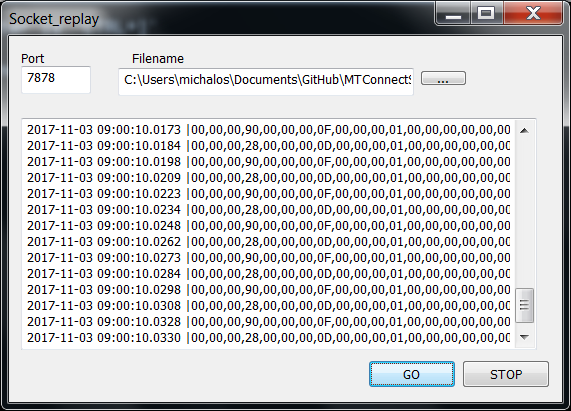 Socket_replay
Port Filename
7878 C:\Users\michalos\Documents\GitHub\MTConnectS ...
2017-11-03 09:00:10.0173 |00,00,00,90,00,00,00,0F,00,00,00,01,00,00,00,00,00,00
2017-11-03 09:00:10.0184 |00,00,00,28,00,00,00,0D,00,00,00,01,00,00,00,00,00,00
2017-11-03 09:00:10.0198 |00,00,00,90,00,00,00,0F,00,00,00,01,00,00,00,00,00,00
2017-11-03 09:00:10.0209 |00,00,00,28,00,00,00,0D,00,00,00,01,00,00,00,00,00,00
2017-11-03 09:00:10.0223 |00,00,00,90,00,00,00,0F,00,00,00,01,00,00,00,00,00,00
2017-11-03 09:00:10.0234 |00,00,00,28,00,00,00,0D,00,00,00,01,00,00,00,00,00,00
2017-11-03 09:00:10.0248 |00,00,00,90,00,00,00,0F,00,00,00,01,00,00,00,00,00,00
2017-11-03 09:00:10.0262 |00,00,00,28,00,00,00,0D,00,00,00,01,00,00,00,00,00,00
2017-11-03 09:00:10.0273 |00,00,00,90,00,00,00,0F,00,00,00,01,00,00,00,00,00,00
2017-11-03 09:00:10.0284 |00,00,00,28,00,00,00,0D,00,00,00,01,00,00,00,00,00,00
2017-11-03 09:00:10.0298 |00,00,00,90,00,00,00,0F,00,00,00,01,00,00,00,00,00,00
2017-11-03 09:00:10.0308 |00,00,00,28,00,00,00,0D,00,00,00,01,00,00,00,00,00,00
2017-11-03 09:00:10.0328 |00,00,00,90,00,00,00,0F,00,00,00,01,00,00,00,00,00,00
2017-11-03 09:00:10.0330 |00,00,00,28,00,00,00,0D,00,00,00,01,00,00,00,00,00,00
GO STOP